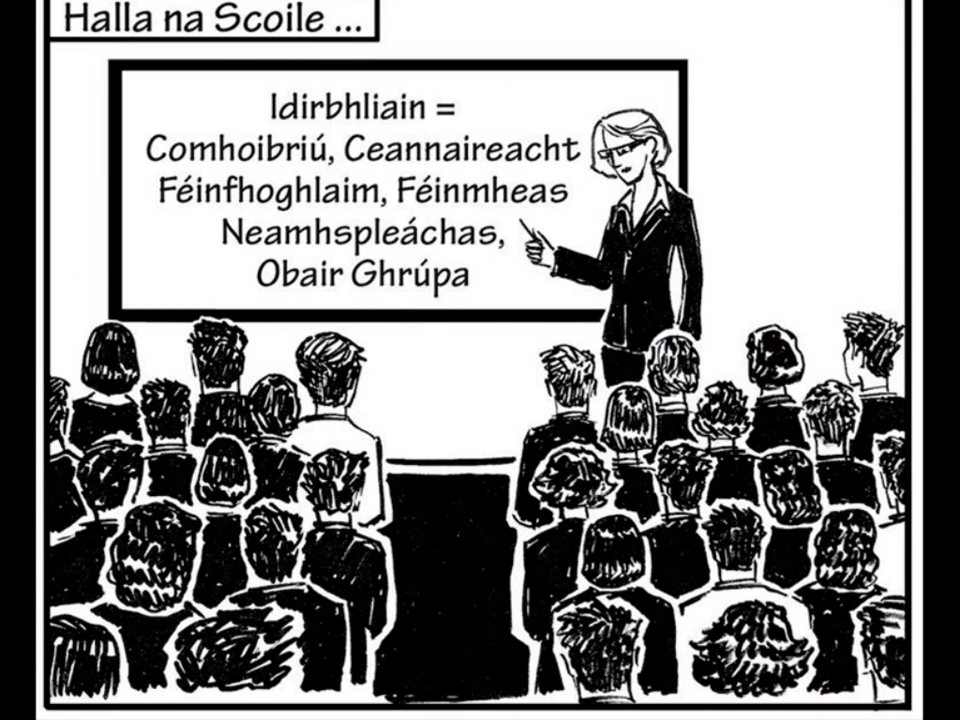 Halla na Scoile ...
Idirbhliain =
Comhoibriú, Ceannaireacht
Féinfhoghlaim, Féinmheas
Neamhspleáchas,
Obair Ghrúpa